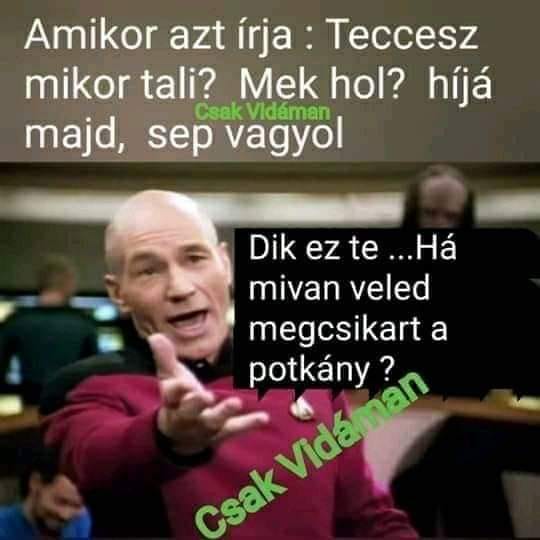 Amikor azt írja : Teccesz
mikor tali?  Mek hol?  híjá
Csak Vidáman
majd,  sep vagyol
Dik ez te ...Há
mivan veled
megcsikart a
potkány ?
Csak Vidáman